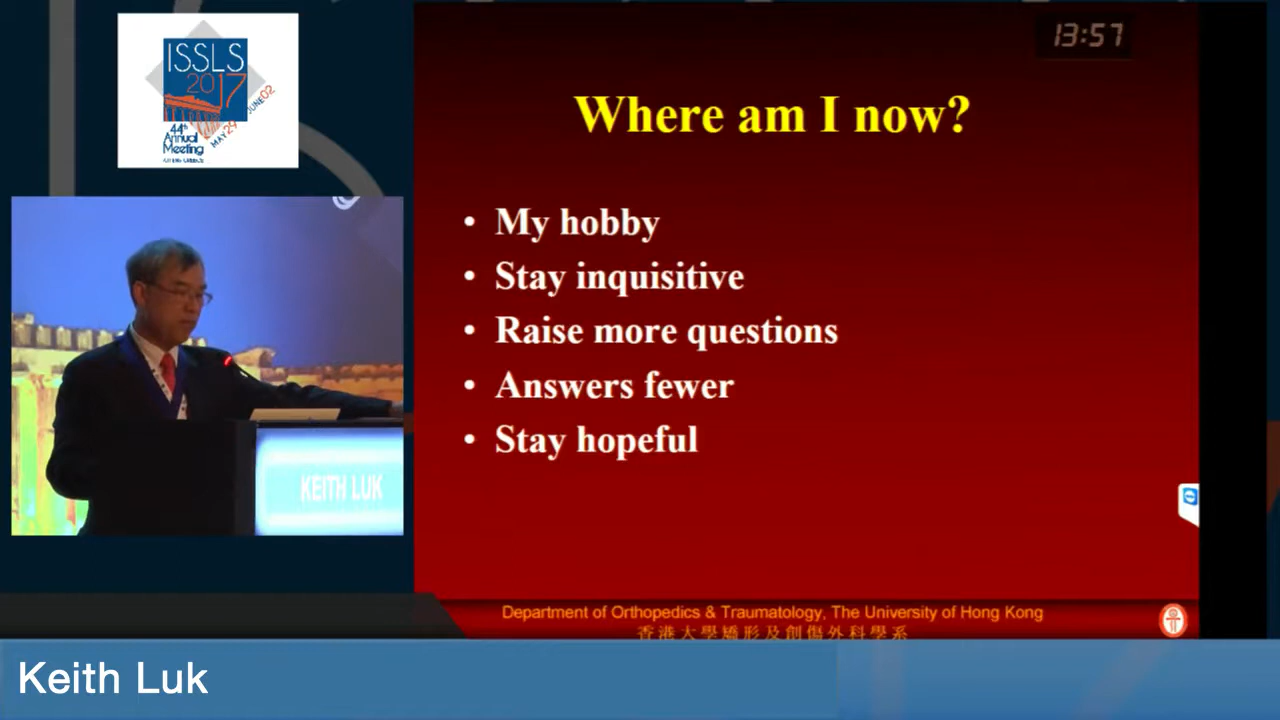 ISSLS
2017
44th
Annual
Meeting
MAY 29
JUNE 02
13:57
Where am I now?
• My hobby
• Stay inquisitive
• Raise more questions
• Answers fewer
• Stay hopeful
KEITH LUK
Department of Orthopedics & Traumatology, The University of Hong Kong
香港大學矯形及創傷外科學系
Keith Luk